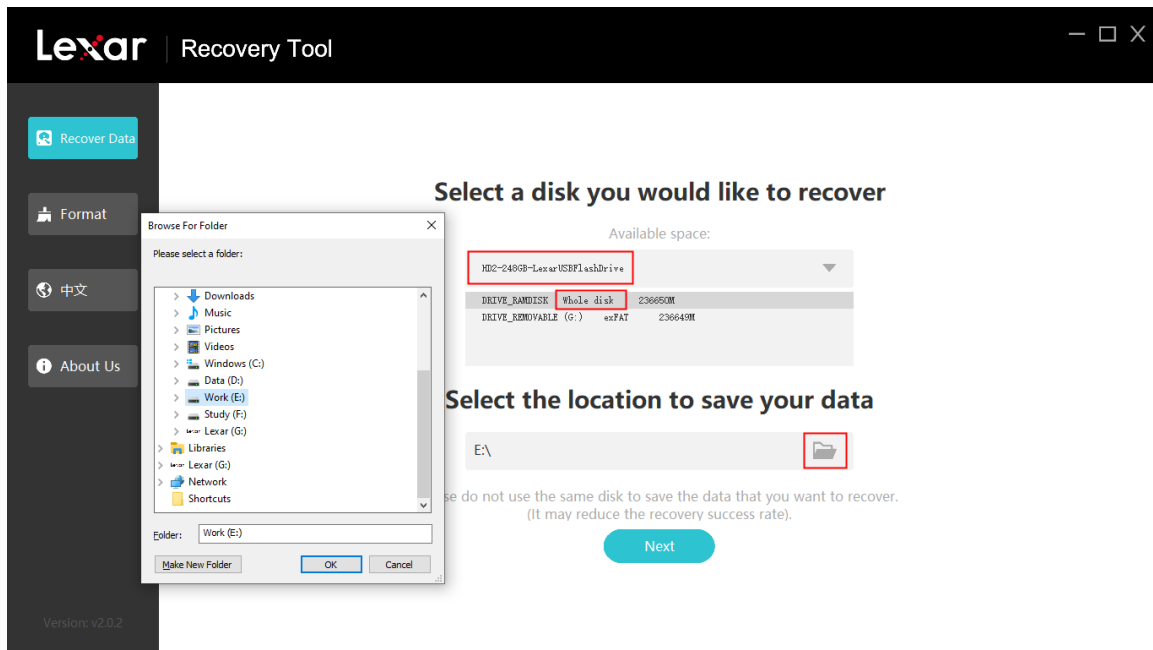 Lexar | Recovery Tool
Recover Data
Format
中文
About Us
Version: v2.0.2
Browse For Folder
Please select a folder:
Downloads
Music
Pictures
Videos
Windows (C:)
Data (D:)
Work (E:)
Study (F:)
Lexar Lexar (G:)
Libraries
Lexar Lexar (G:)
Network
Shortcuts
Folder: Work (E:)
Make New Folder OK Cancel
Select a disk you would like to recover
Available space:
HD2-248GB-LexarUSBFlashDrive
DRIVE_RAMDISK Whole disk 236650M
DRIVE_REMOVABLE (G:) exFAT 236649M
Select the location to save your data
E:\
se do not use the same disk to save the data that you want to recover.
(It may reduce the recovery success rate).
Next